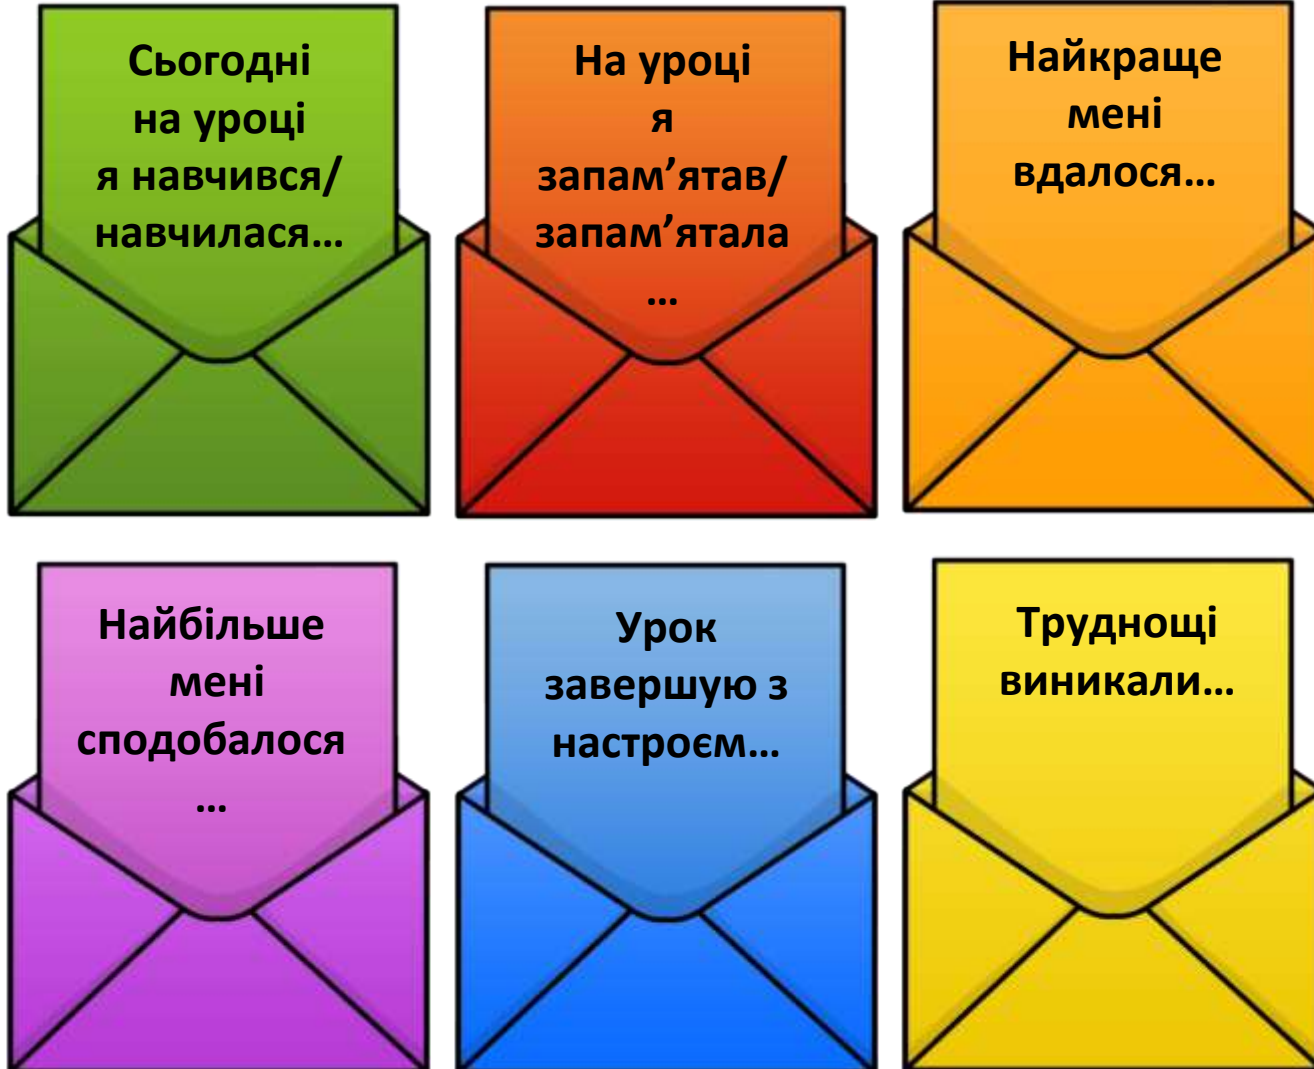 Сьогодні
на уроці
я навчився/
навчилася...
На уроці
я
запам’ятав/
запам’ятала
...
Найкраще
мені
вдалося...
Найбільше
мені
сподобалося
...
Урок
завершую з
настроєм...
Труднощі
виникали...